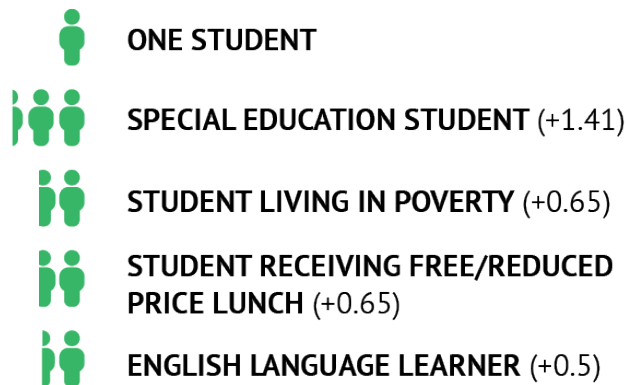 ONE STUDENT
SPECIAL EDUCATION STUDENT (+1.41)
STUDENT LIVING IN POVERTY (+0.65)
STUDENT RECEIVING FREE/REDUCED
PRICE LUNCH (+0.65)
ENGLISH LANGUAGE LEARNER (+0.5)